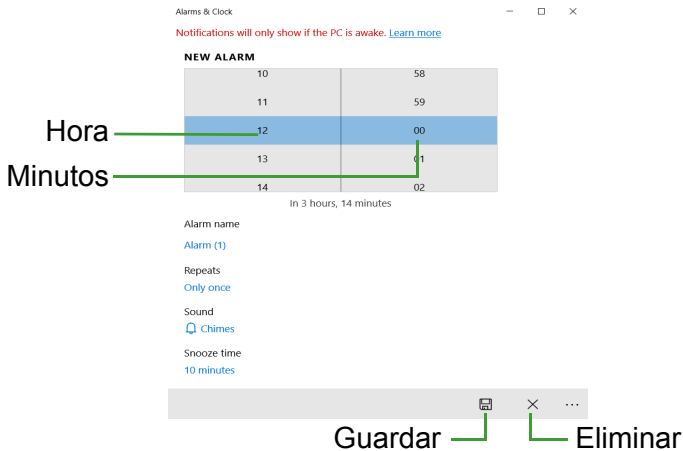 Alarms & Clock
Notifications will only show if the PC is awake. Learn more
NEW ALARM
10 58
11 59
Hora
12 00
13 01
Minutos
14 02
In 3 hours, 14 minutes
Alarm name
Alarm (1)
Repeats
Only once
Sound
Chimes
Snooze time
10 minutes
Guardar Eliminar